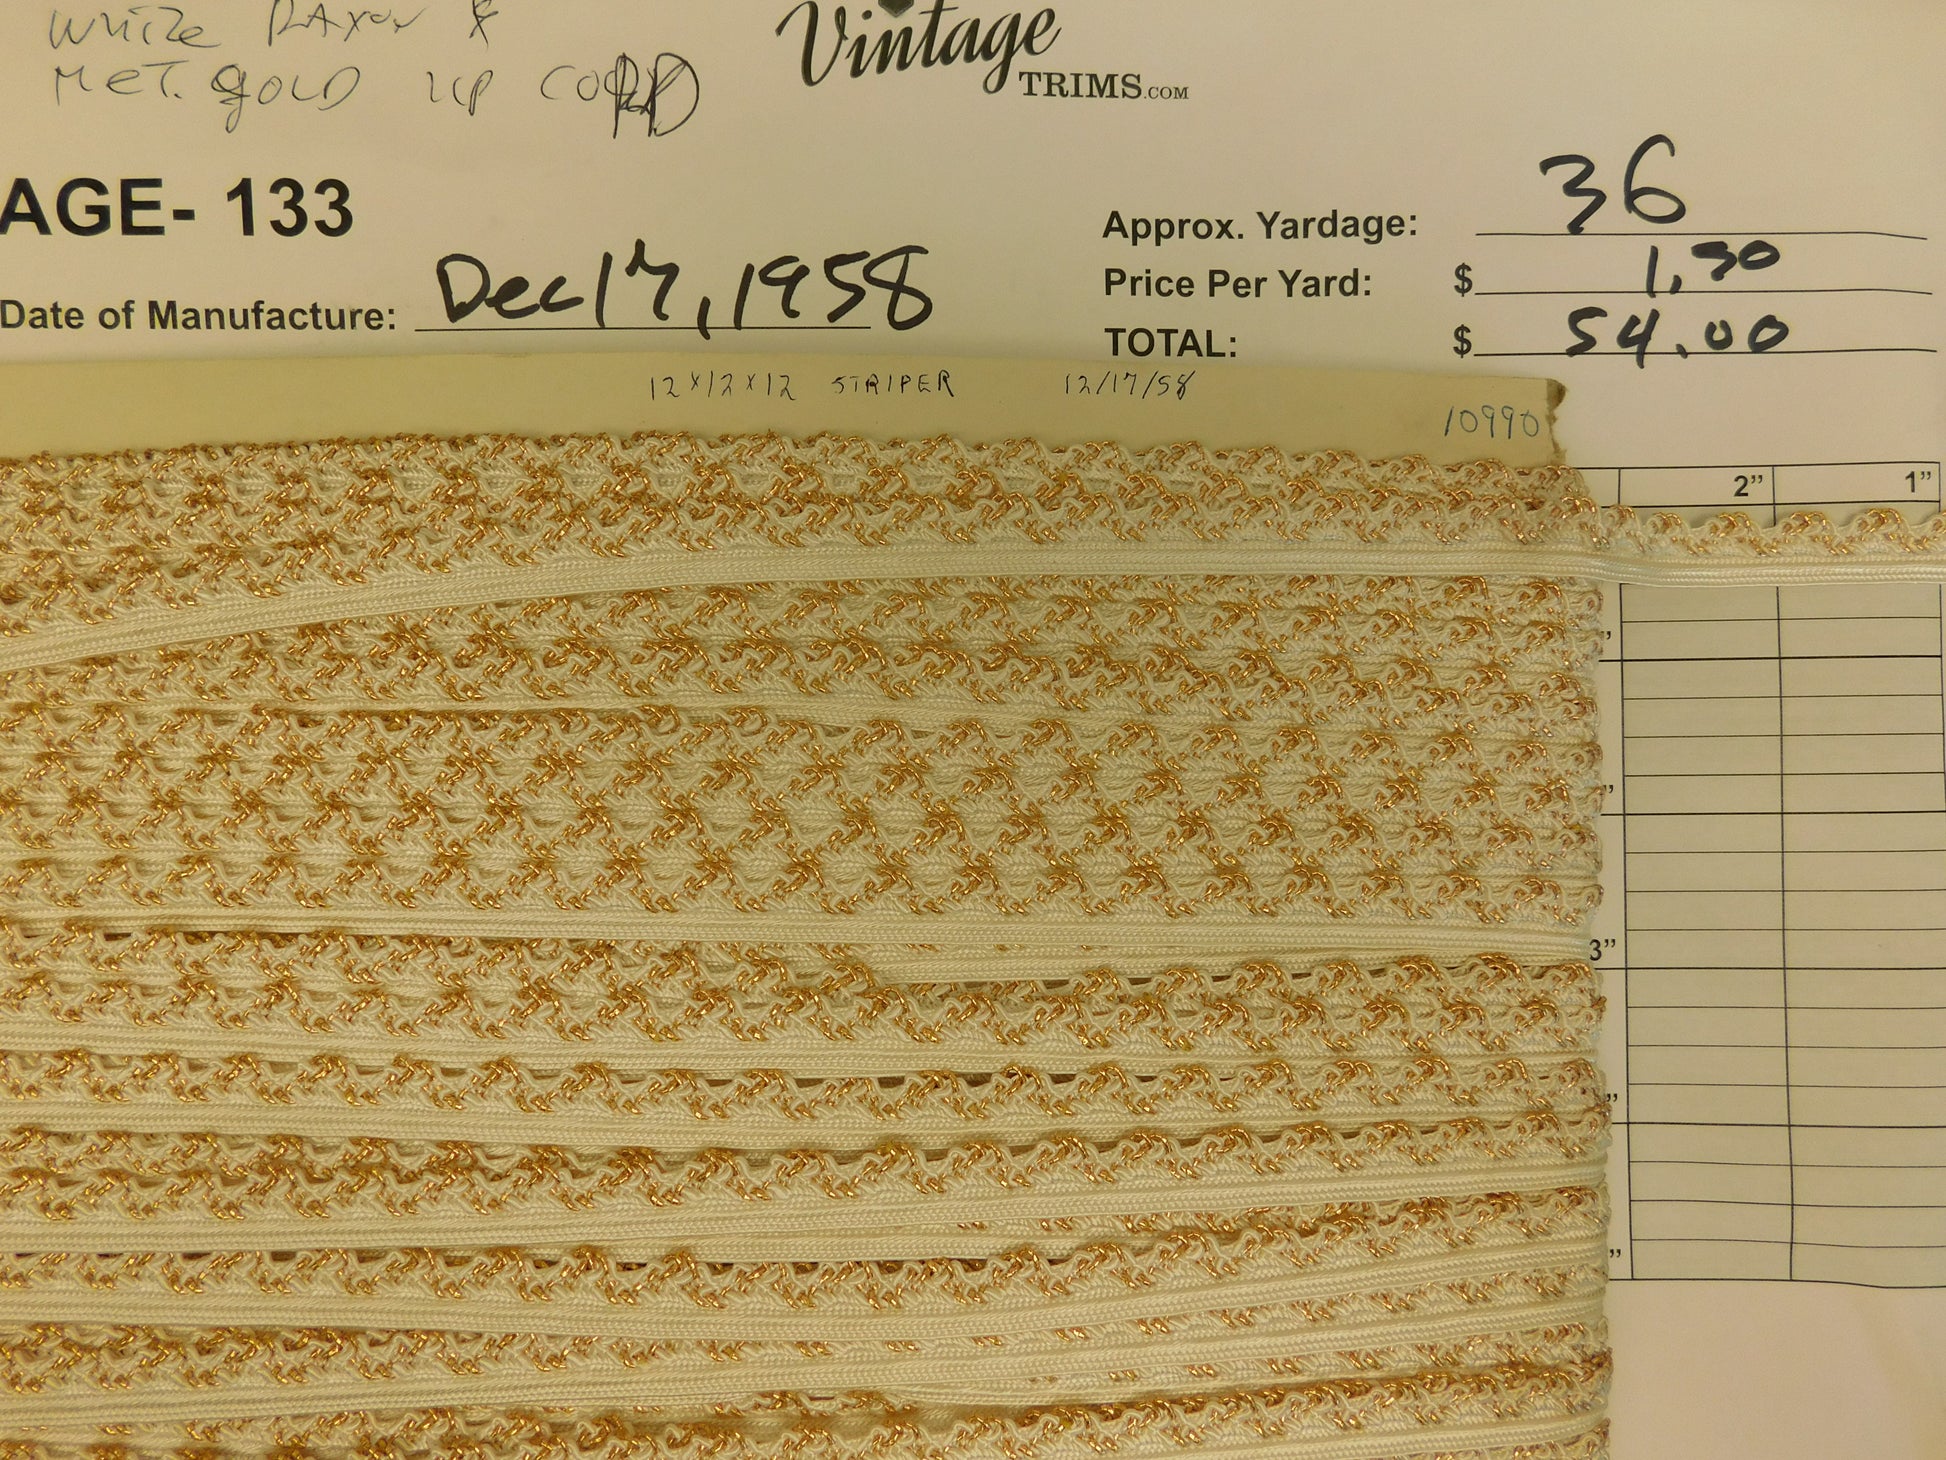 White RAYON &
MET. GOLD LIP CORD
Vintage
TRIMS.COM
AGE- 133
Approx. Yardage: 36
Date of Manufacture: Dec 17, 1958
Price Per Yard: $ 1.50
TOTAL: $ 54.00
12x12x12 STRIPER 12/17/58
10990
2” 1”
3”